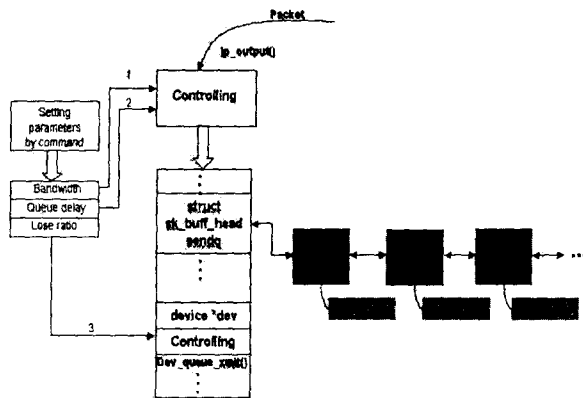 Packet
ip_output()
1
2
Controlling
Setting
parameters
by command
Bandwidth
Queue delay
Lose ratio
struct
sk_buff_head
sendq
3
device *dev
Controlling
Dev_queue_xmit()